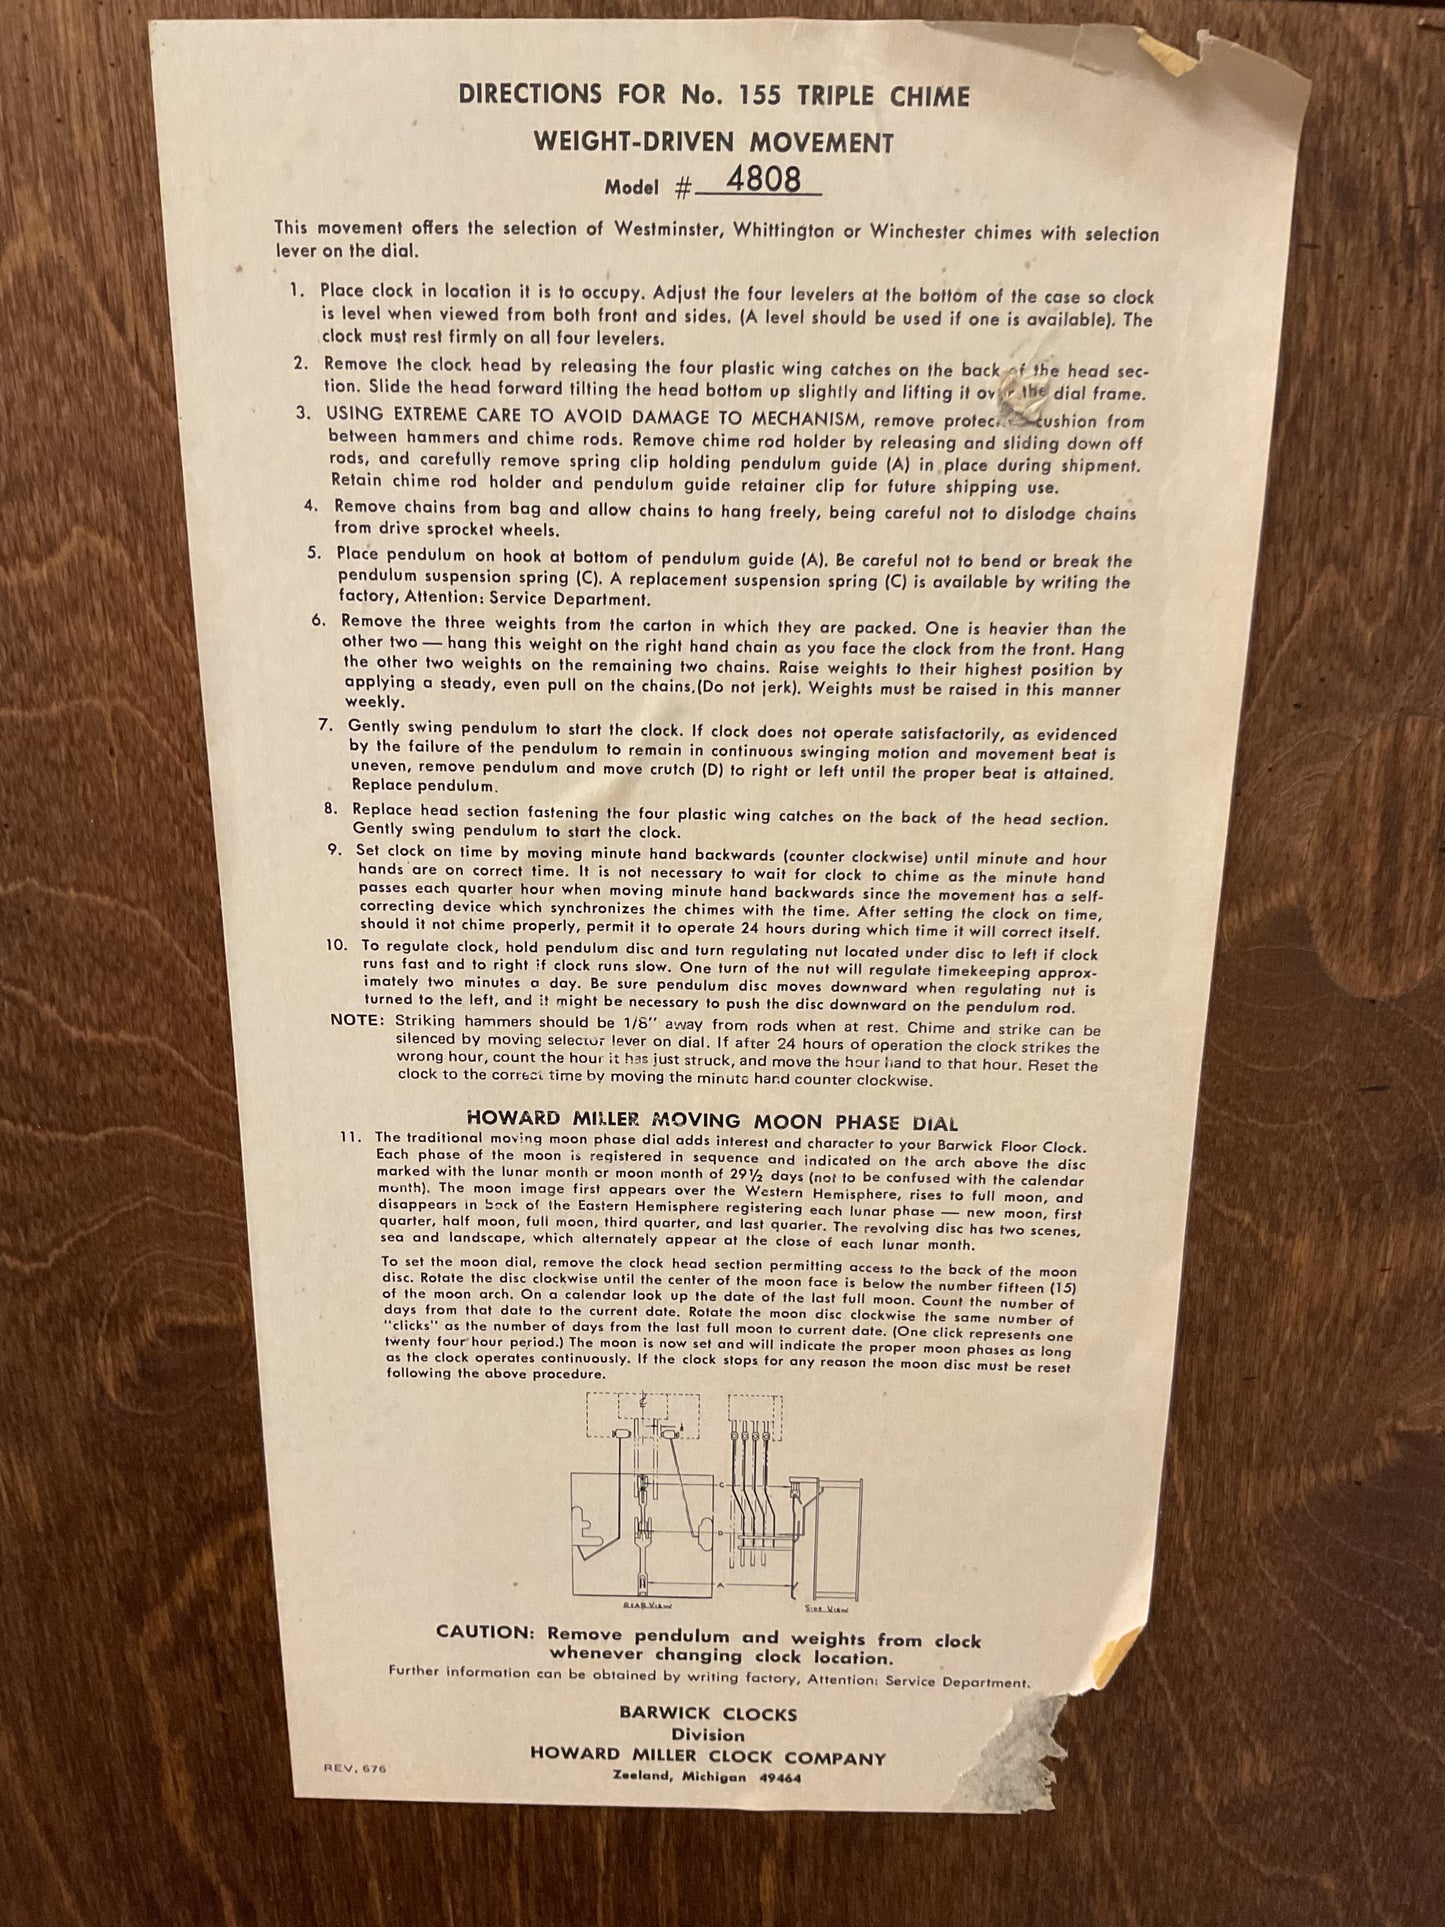 DIRECTIONS FOR No. 155 TRIPLE CHIME
WEIGHT-DRIVEN MOVEMENT
Model # 4808
This movement offers the selection of Westminster, Whittington or Winchester chimes with selection
lever on the dial.
1. Place clock in location it is to occupy. Adjust the four levelers at the bottom of the case so clock
is level when viewed from both front and sides. (A level should be used if one is available). The
clock must rest firmly on all four levelers.
2. Remove the clock head by releasing the four plastic wing catches on the back of the head sec-
tion. Slide the head forward tilting the head bottom up slightly and lifting it over the dial frame.
3. USING EXTREME CARE TO AVOID DAMAGE TO MECHANISM, remove protec cushion from
between hammers and chime rods. Remove chime rod holder by releasing and sliding down off
rods, and carefully remove spring clip holding pendulum guide (A) in place during shipment.
Retain chime rod holder and pendulum guide retainer clip for future shipping use.
4. Remove chains from bag and allow chains to hang freely, being careful not to dislodge chains
from drive sprocket wheels.
5. Place pendulum on hook at bottom of pendulum guide (A). Be careful not to bend or break the
pendulum suspension spring (C). A replacement suspension spring (C) is available by writing the
factory, Attention: Service Department.
6. Remove the three weights from the carton in which they are packed. One is heavier than the
other two — hang this weight on the right hand chain as you face the clock from the front. Hang
the other two weights on the remaining two chains. Raise weights to their highest position by
applying a steady, even pull on the chains.(Do not jerk). Weights must be raised in this manner
weekly.
7. Gently swing pendulum to start the clock. If clock does not operate satisfactorily, as evidenced
by the failure of the pendulum to remain in continuous swinging motion and movement beat is
uneven, remove pendulum and move crutch (D) to right or left until the proper beat is attained.
Replace pendulum.
8. Replace head section fastening the four plastic wing catches on the back of the head section.
Gently swing pendulum to start the clock.
9. Set clock on time by moving minute hand backwards (counter clockwise) until minute and hour
hands are on correct time. It is not necessary to wait for clock to chime as the minute hand
passes each quarter hour when moving minute hand backwards since the movement has a self-
correcting device which synchronizes the chimes with the time. After setting the clock on time,
should it not chime properly, permit it to operate 24 hours during which time it will correct itself.
10. To regulate clock, hold pendulum disc and turn regulating nut located under disc to left if clock
runs fast and to right if clock runs slow. One turn of the nut will regulate timekeeping approx-
imately two minutes a day. Be sure pendulum disc moves downward when regulating nut is
turned to the left, and it might be necessary to push the disc downward on the pendulum rod.
NOTE: Striking hammers should be 1/8" away from rods when at rest. Chime and strike can be
silenced by moving selector lever on dial. If after 24 hours of operation the clock strikes the
wrong hour, count the hour it has just struck, and move the hour hand to that hour. Reset the
clock to the correct time by moving the minute hand counter clockwise.
HOWARD MILLER MOVING MOON PHASE DIAL
11. The traditional moving moon phase dial adds interest and character to your Barwick Floor Clock.
Each phase of the moon is registered in sequence and indicated on the arch above the disc
marked with the lunar month or moon month of 29½ days (not to be confused with the calendar
month). The moon image first appears over the Western Hemisphere, rises to full moon, and
disappears in back of the Eastern Hemisphere registering each lunar phase — new moon, first
quarter, half moon, full moon, third quarter, and last quarter. The revolving disc has two scenes,
sea and landscape, which alternately appear at the close of each lunar month.
To set the moon dial, remove the clock head section permitting access to the back of the moon
disc. Rotate the disc clockwise until the center of the moon face is below the number fifteen (15)
of the moon arch. On a calendar look up the date of the last full moon. Count the number of
days from that date to the current date. Rotate the moon disc clockwise the same number of
"clicks" as the number of days from the last full moon to current date. (One click represents one
twenty four hour period.) The moon is now set and will indicate the proper moon phases as long
as the clock operates continuously. If the clock stops for any reason the moon disc must be reset
following the above procedure.
C
A
REAR VIEW
SIDE VIEW
CAUTION: Remove pendulum and weights from clock
whenever changing clock location.
Further information can be obtained by writing factory, Attention: Service Department.
BARWICK CLOCKS
Division
HOWARD MILLER CLOCK COMPANY
Zeeland, Michigan 49464
REV. 676